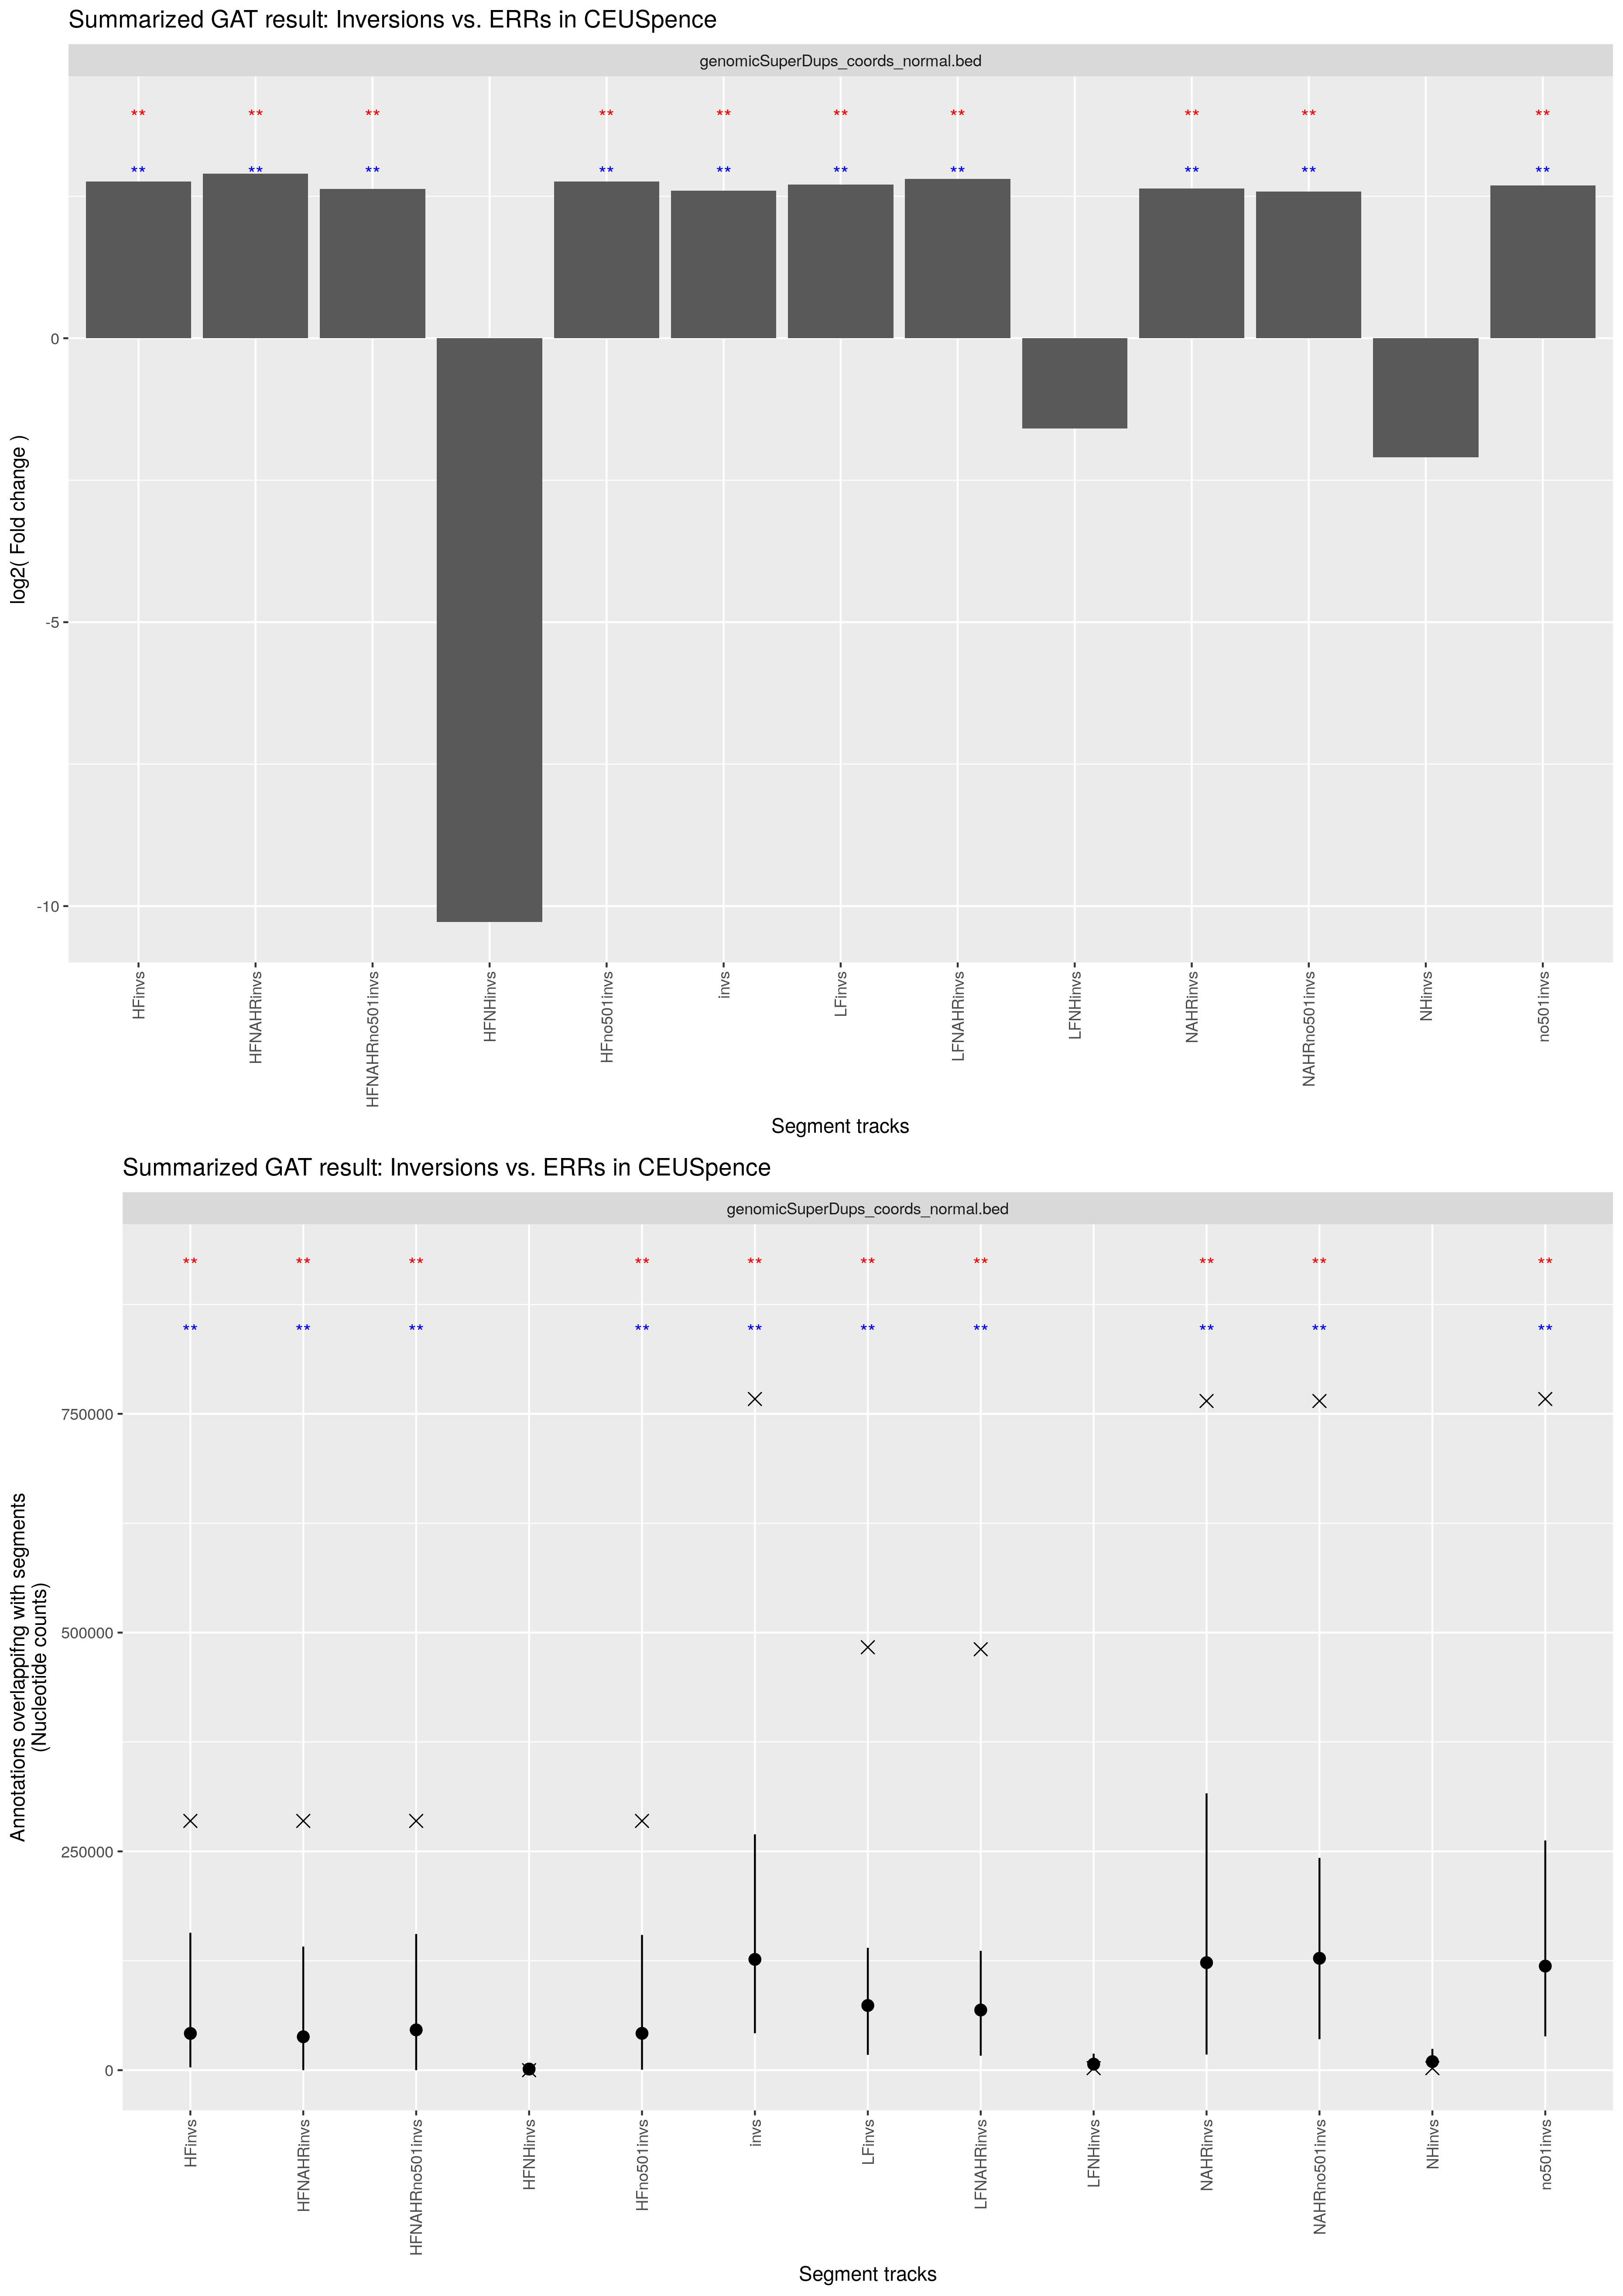 Summarized GAT result: Inversions vs. ERRs in CEUSpence
genomicSuperDups_coords_normal.bed
** ** ** ** ** ** ** ** ** **
** ** ** ** ** ** ** ** ** **
0
-5
-10
log2( Fold change )
HFinvs
HFNAHRinvs
HFNAHRno501invs
HFNHinvs
HFno501invs
invs
LFinvs
LFNAHRinvs
LFNHinvs
NAHRinvs
NAHRno501invs
NHinvs
no501invs
Segment tracks
Summarized GAT result: Inversions vs. ERRs in CEUSpence
genomicSuperDups_coords_normal.bed
** ** ** ** ** ** ** ** ** **
** ** ** ** ** ** ** ** ** **
750000
500000
250000
0
Annotations overlappifng with segments
(Nucleotide counts)
HFinvs
HFNAHRinvs
HFNAHRno501invs
HFNHinvs
HFno501invs
invs
LFinvs
LFNAHRinvs
LFNHinvs
NAHRinvs
NAHRno501invs
NHinvs
no501invs
Segment tracks